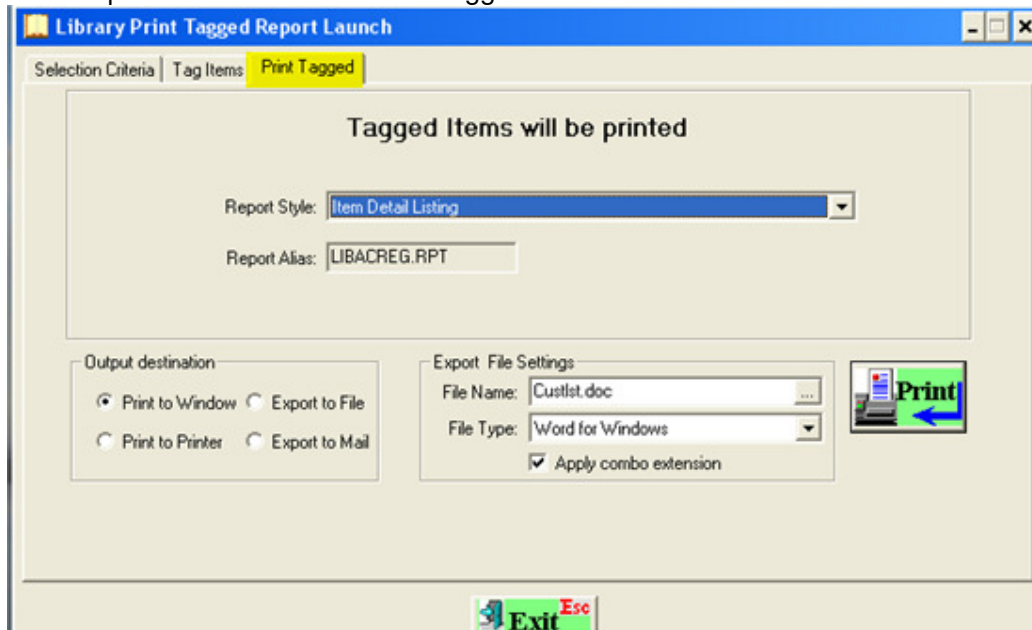 Library Print Tagged Report Launch
Selection Criteria Tag Items Print Tagged
Tagged Items will be printed
Report Style: Item Detail Listing
Report Alias: LIBACREG.RPT
Output destination
Print to Window Export to File
Print to Printer Export to Mail
Export File Settings
File Name: Custlst.doc ...
File Type: Word for Windows
Apply combo extension
Print
Exit Esc